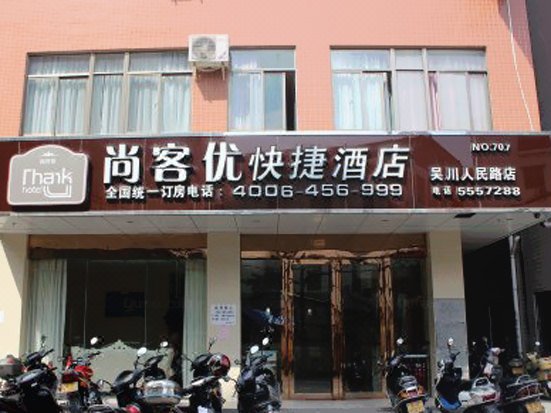 尚客优
Thank
hotel
尚客优快捷酒店
全国统一订房电话：4006-456-999
NO:707
吴川人民路店
电话 5557288